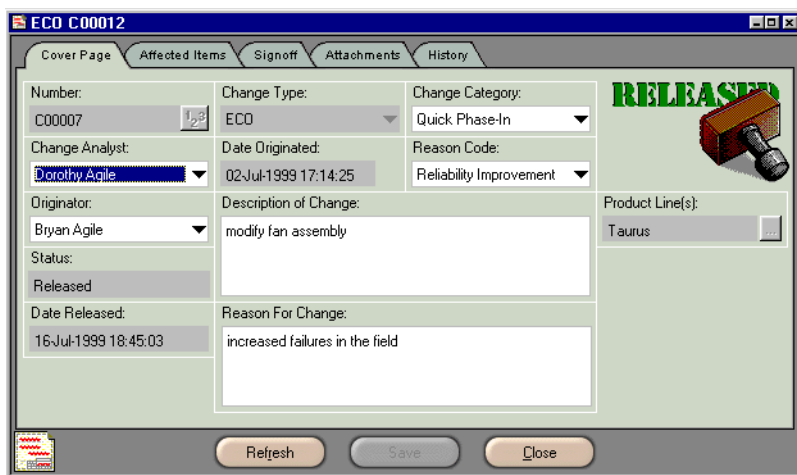 ECO C00012
Cover Page Affected Items Signoff Attachments History
Number: Change Type: Change Category:
C00007 123 ECO Quick Phase-In
RELEASED
Change Analyst: Date Originated: Reason Code:
Dorothy Agile 02-Jul-1999 17:14:25 Reliability Improvement
Originator: Description of Change: Product Line(s):
Bryan Agile modify fan assembly Taurus ...
Status:
Released
Date Released: Reason For Change:
16-Jul-1999 18:45:03 increased failures in the field
Refresh Save Close